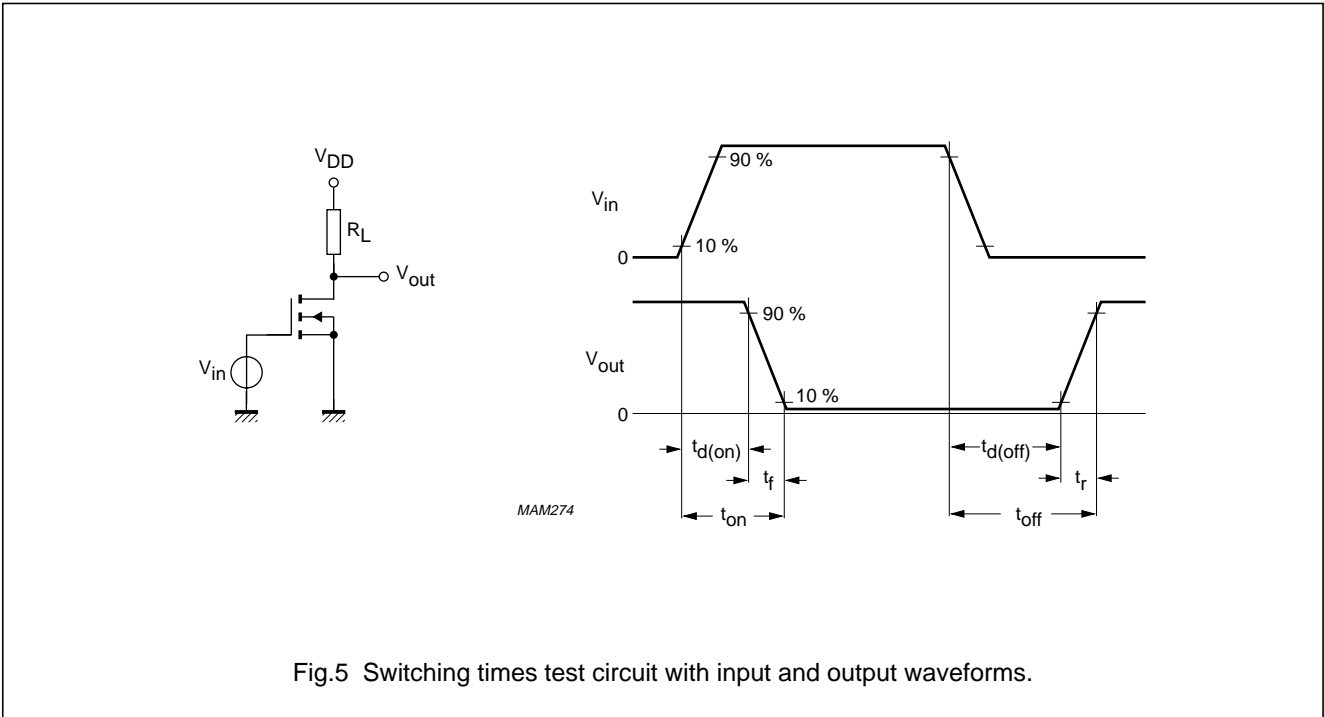 VDD
RL
Vout
Vin
Vin
90 %
10 %
0
90 %
Vout
10 %
0
td(on)
td(off)
tf
tr
ton
toff
MAM274
Fig.5 Switching times test circuit with input and output waveforms.